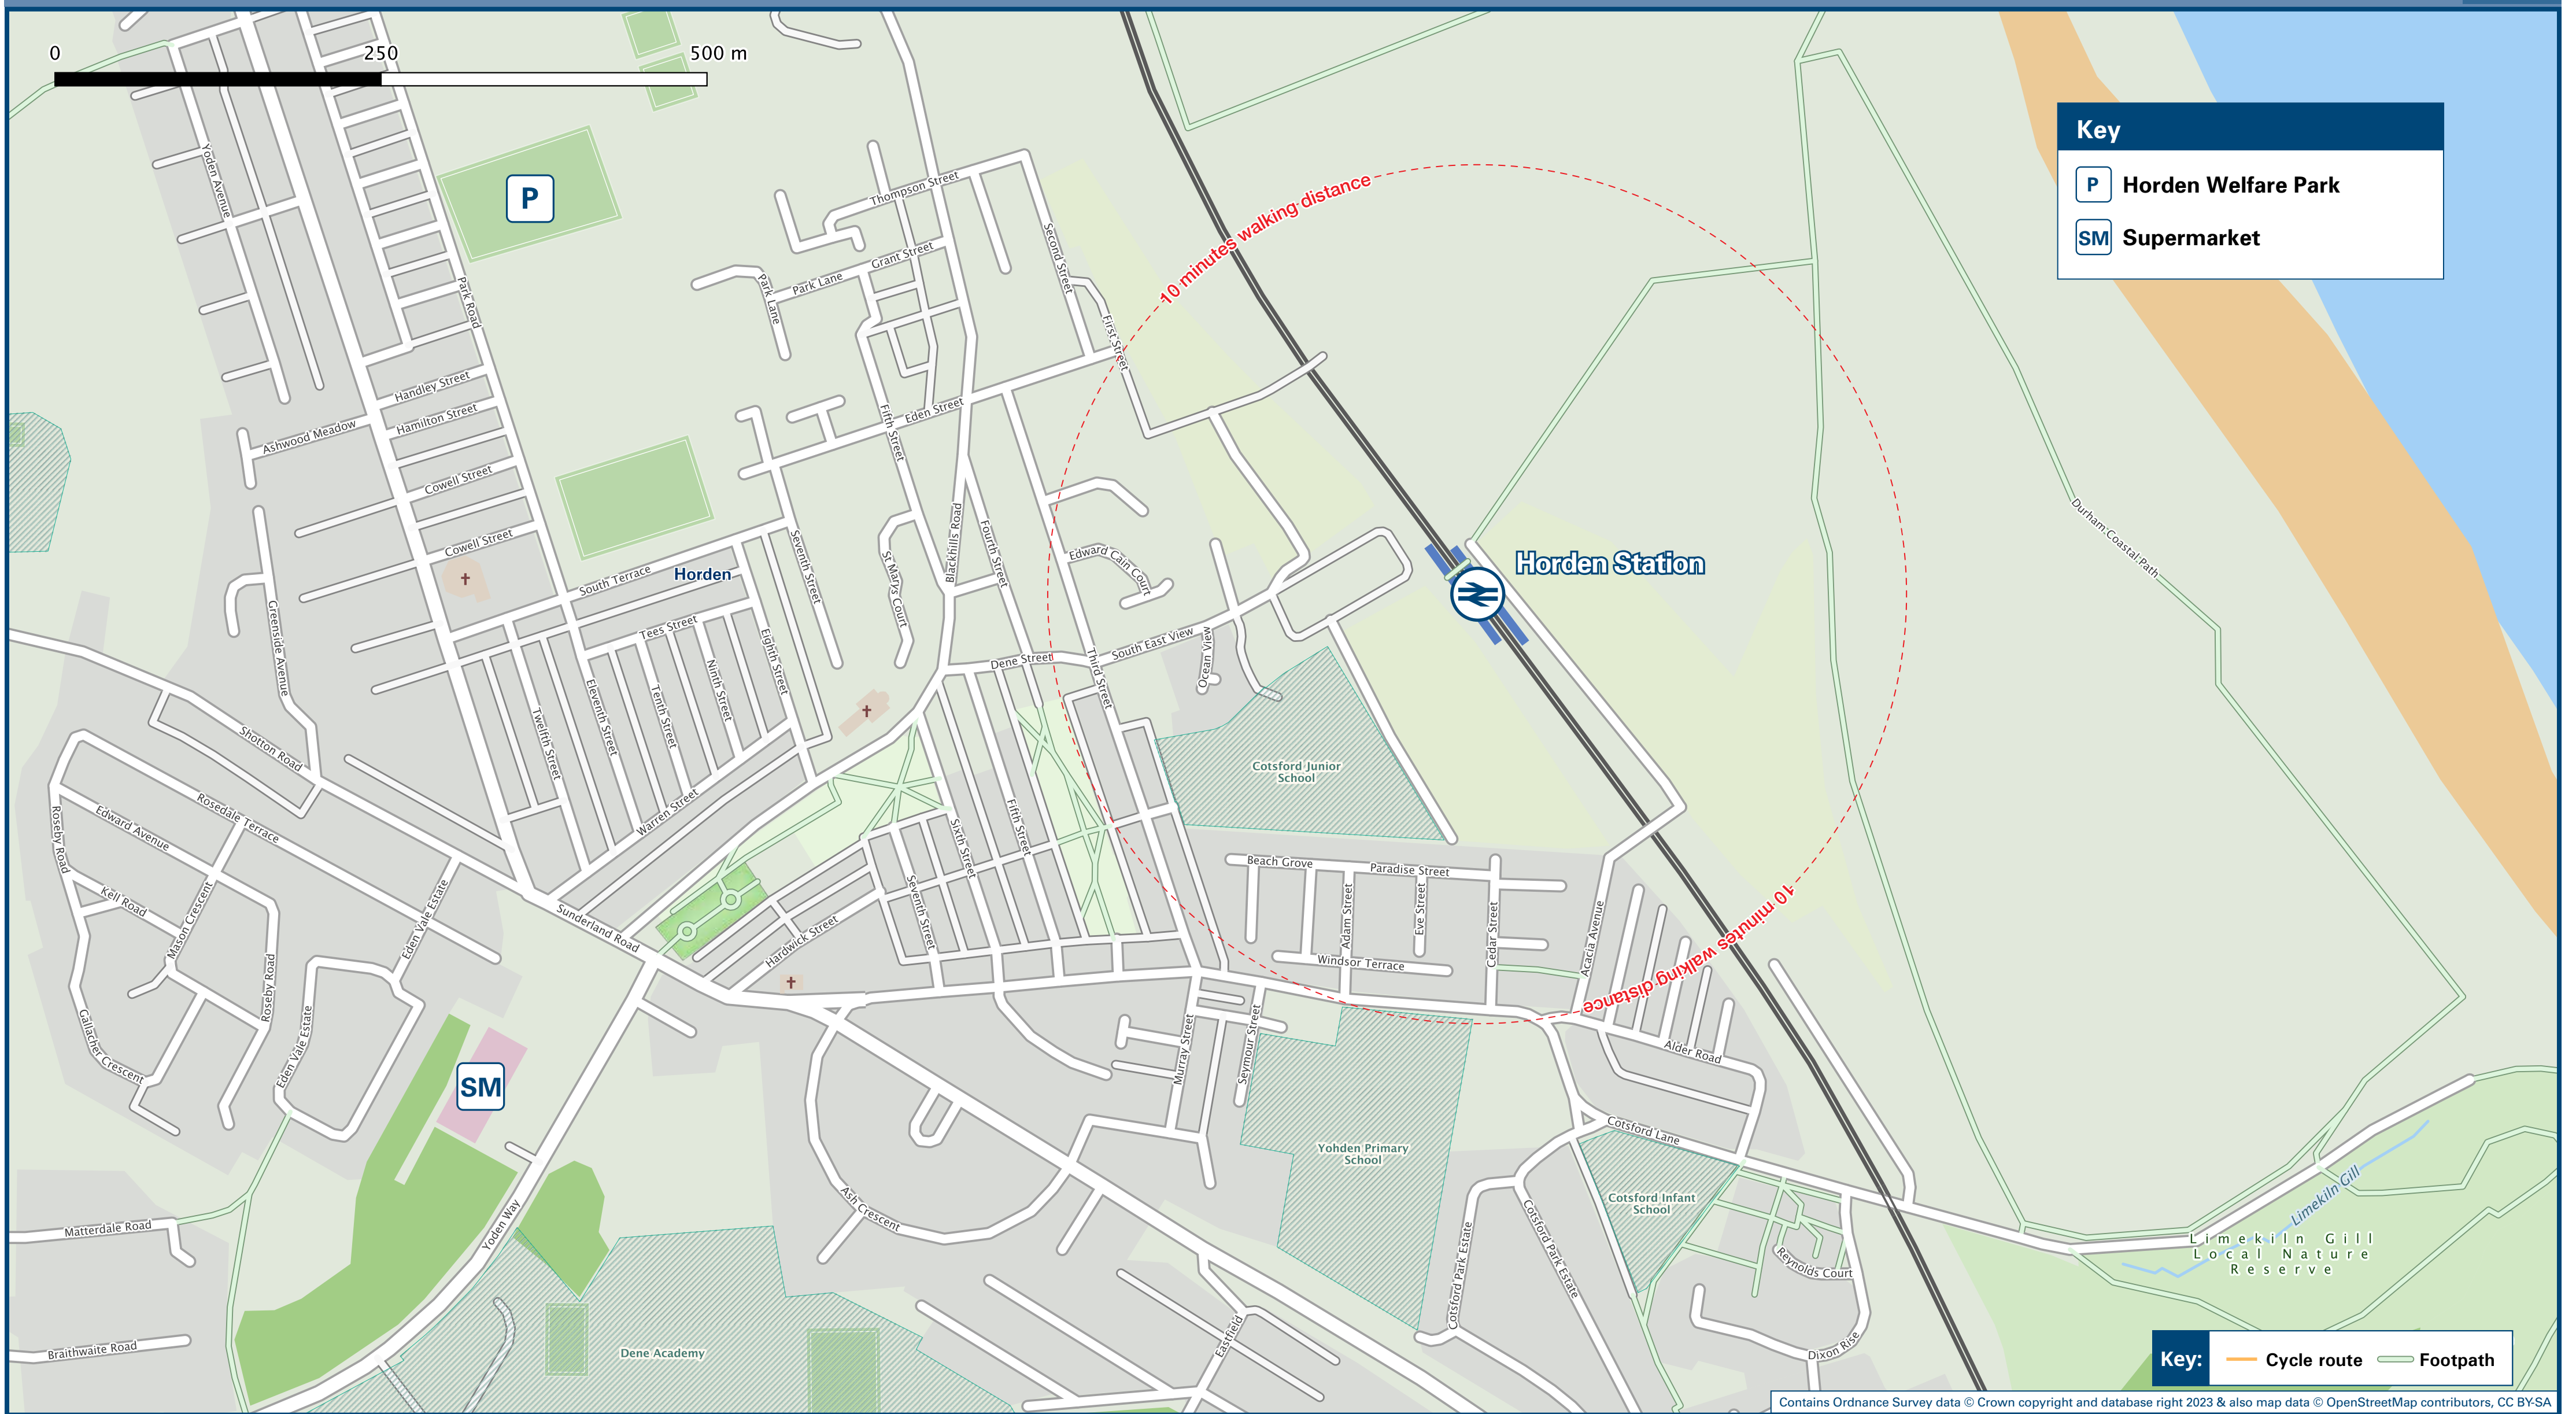 0 250 500 m
Key
P Horden Welfare Park
SM Supermarket
P
10 minutes walking distance
Yoden Avenue
Thompson Street
Second Street
Grant Street
Park Lane
Park Lane
Park Road
First Street
Handley Street
Hamilton Street
Ashwood Meadow
Fifth Street
Eden Street
Cowell Street
Durham Coastal Path
Blackhills Road
Fourth Street
Seventh Street
Cowell Street
St Mary's Court
Edward Cain Court
Horden Station
South Terrace
Horden
Greenside Avenue
Tees Street
Eighth Street
Dene Street
South East View
Third Street
Ocean View
Ninth Street
Tenth Street
Eleventh Street
Twelfth Street
Shotton Road
Cotsford Junior
School
Rosedale Terrace
Warren Street
Edward Avenue
Roseby Road
Fifth Street
Sixth Street
Beach Grove
Paradise Street
Kell Road
Mason Crescent
Eden Vale Estate
Sunderland Road
Hardwick Street
Seventh Street
Adam Street
Eve Street
Cedar Street
Acacia Avenue
Windsor Terrace
10 minutes walking distance
Roseby Road
Gallacher Crescent
Eden Vale Estate
SM
Murray Street
Seymour Street
Alder Road
Yohden Primary
School
Cotsford Lane
Cotsford Infant
School
Ash Crescent
Yoden Way
Matterdale Road
Braithwaite Road
Dene Academy
Eastfield
Cotsford Park Estate
Cotsford Park Estate
Reynolds Court
Dixon Rise
Limekiln Gill
Limekiln Gill
Local Nature
Reserve
Key: Cycle route Footpath
Contains Ordnance Survey data © Crown copyright and database right 2023 & also map data © OpenStreetMap contributors, CC BY-SA